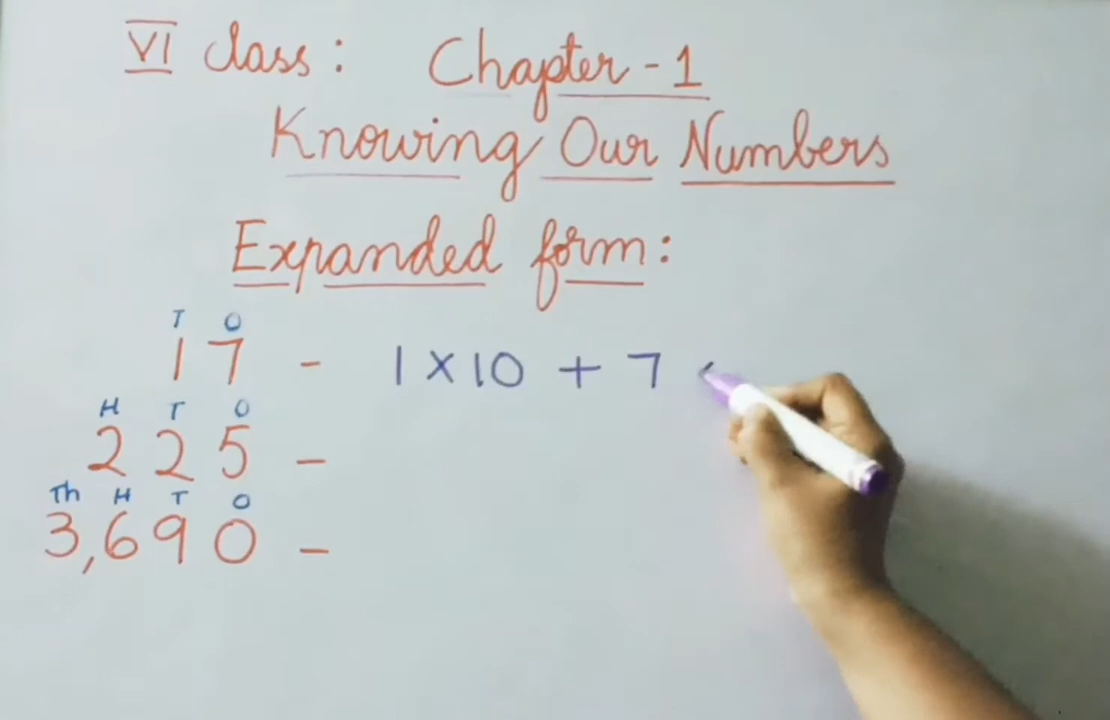 VI Class: Chapter-1
Knowing Our Numbers
Expanded form:
T O
17 - 1 × 10 + 7
H T O
225 -
Th H T O
3,690 -